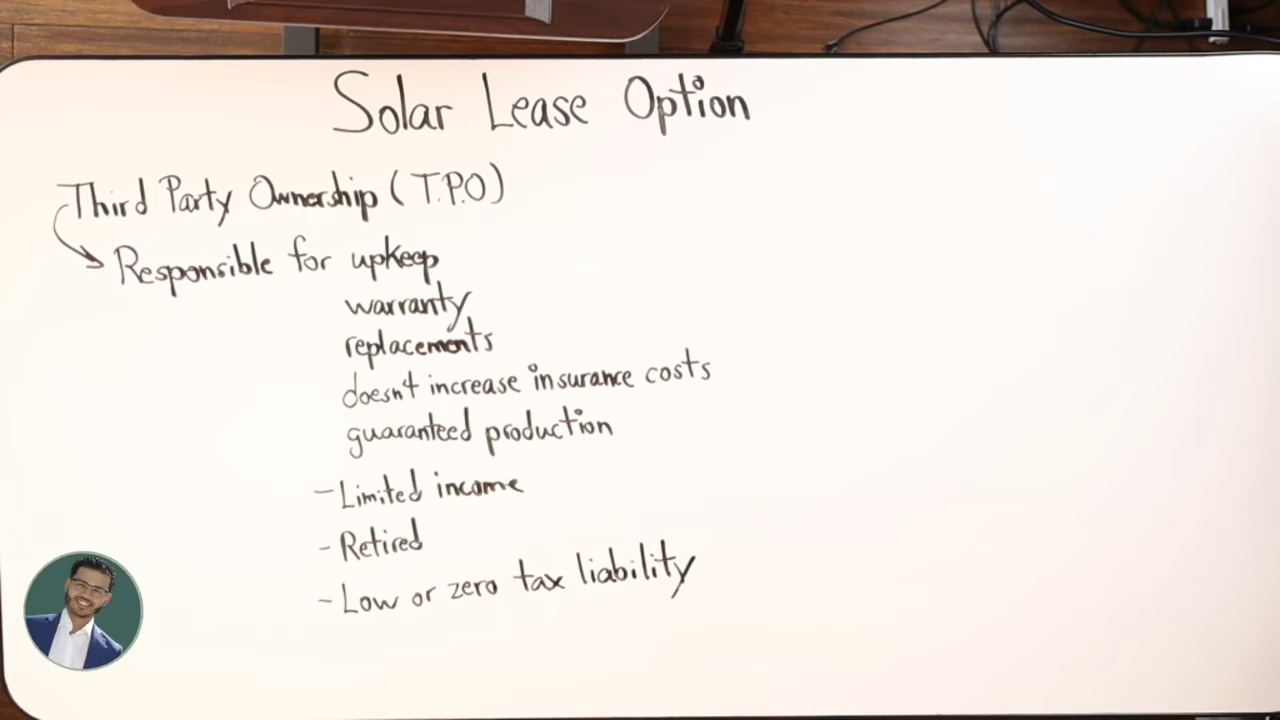 Solar Lease Option
Third Party Ownership (T.P.O)
Responsible for upkeep
warranty
replacements
doesn't increase insurance costs
guaranteed production
- Limited income
- Retired
- Low or zero tax liability